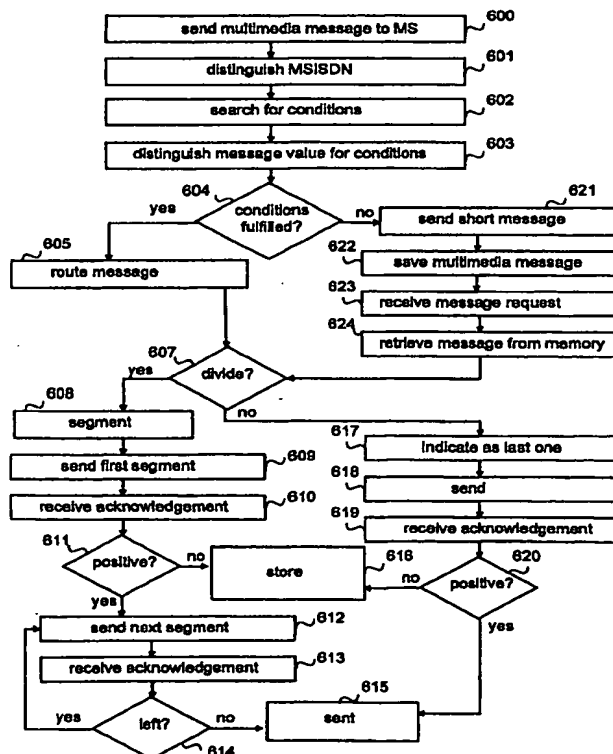 send multimedia message to MS 600
distinguish MSISDN 601
search for conditions 602
distinguish message value for conditions 603
604 conditions fulfilled?
yes
no
605
route message
621
send short message
622
save multimedia message
623
receive message request
624
retrieve message from memory
607 divide?
yes
no
608
segment
send first segment 609
receive acknowledgement 610
611 positive?
no
yes
617
indicate as last one
618
send
619
receive acknowledgement
620 positive?
no
yes
616
store
send next segment 612
receive acknowledgement 613
left?
yes
no
614
615
sent